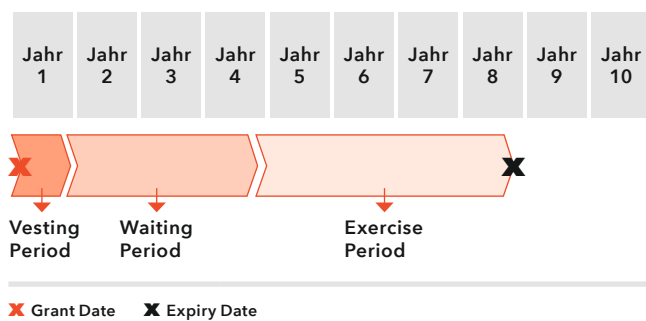 Jahr Jahr Jahr Jahr Jahr Jahr Jahr Jahr Jahr Jahr
1 2 3 4 5 6 7 8 9 10
Vesting Waiting Exercise
Period Period Period
Grant Date Expiry Date